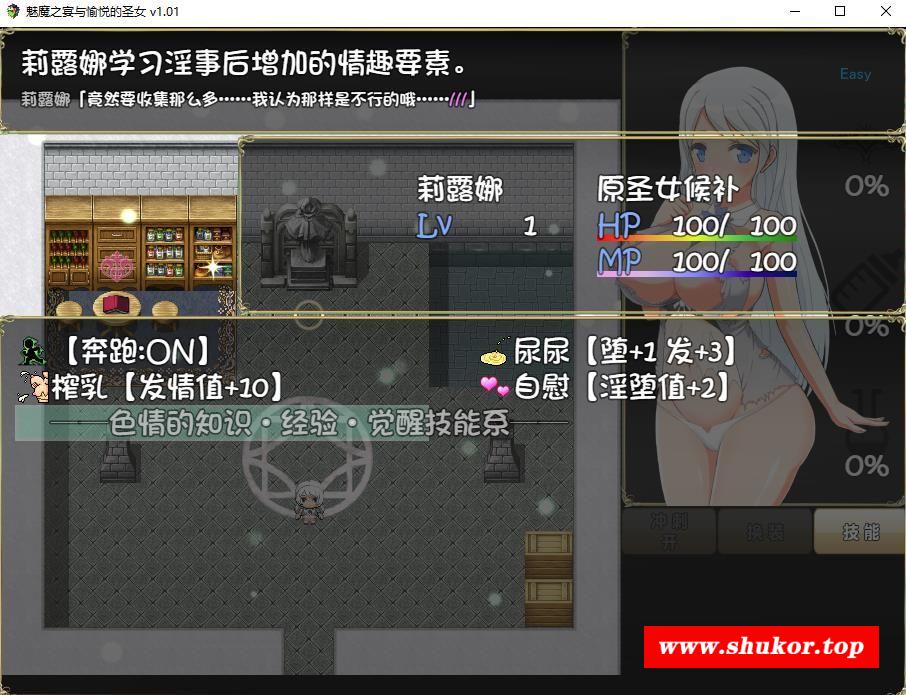 魅魔之宴与愉悦的圣女 v1.01
莉露娜学习淫事后增加的情趣要素。
莉露娜「竟然要收集那么多……我认为那样是不行的哦……///」
Easy
莉露娜
原圣女候补
LV 1
HP 100/ 100
MP 100/ 100
0%
0%
0%
【奔跑:ON】
尿尿【堕+1 发+3】
榨乳【发情值+10】
自慰【淫堕值+2】
色情的知识・经验・觉醒技能系
冲刺
开
换装
技能
www.shukor.top